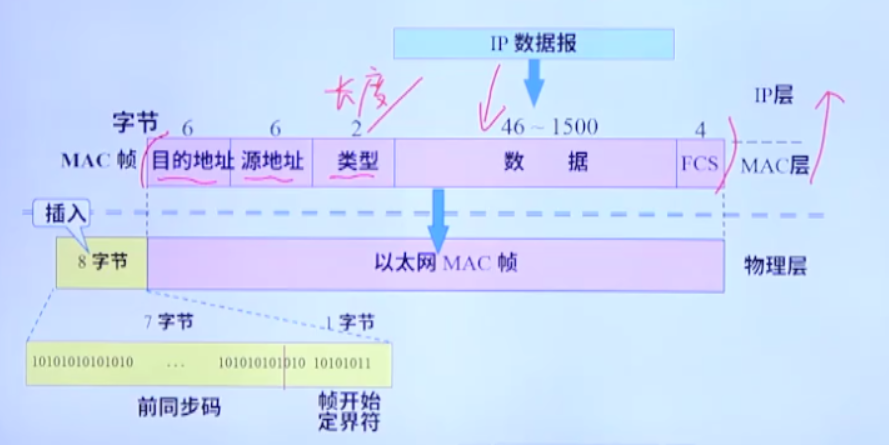 IP 数据报
长度
IP层
字节 6 6 2 46 ~ 1500 4
MAC 帧 目的地址 源地址 类型 数 据 FCS MAC层
插入
8 字节 以太网 MAC 帧 物理层
7 字节 1 字节
10101010101010 ... 101010101010 10101011
前同步码 帧开始
定界符